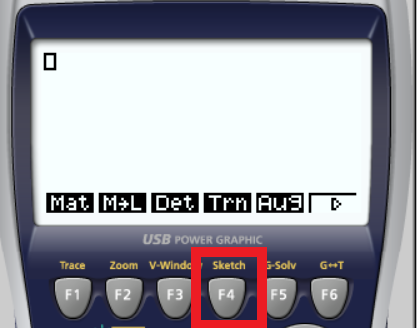 Mat M→L Det Trn Aug ▷
USB POWER GRAPHIC
Trace Zoom V-Window Sketch G-Solv G↔T
F1 F2 F3 F4 F5 F6